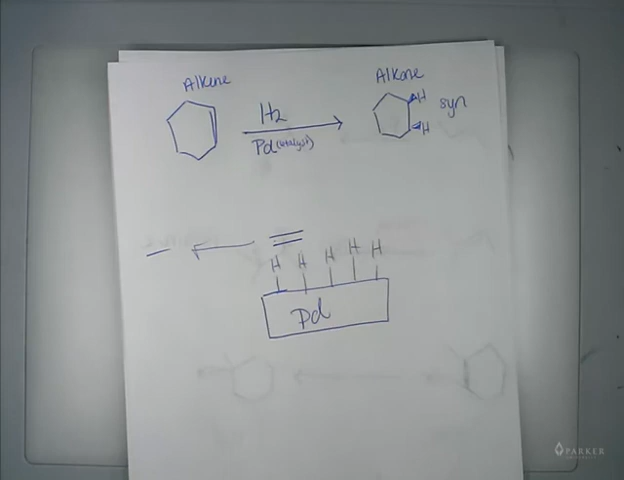 Alkene
Alkane
H2
Pd (catalyst)
H
H
syn
H H H H H
Pd
PARKER